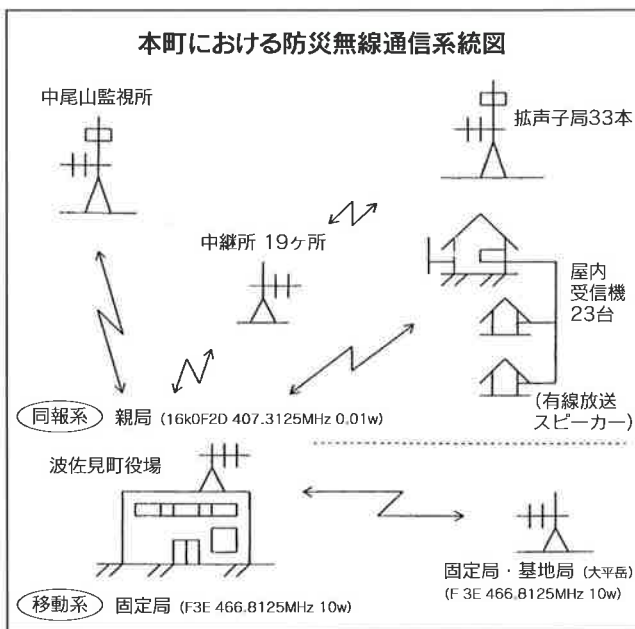 本町における防災無線通信系統図
中尾山監視所
拡声子局33本
中継所 19ヶ所
屋内
受信機
23台
(有線放送
スピーカー)
同報系 親局 (16k0F2D 407.3125MHz 0.01w)
波佐見町役場
固定局・基地局 (大平岳)
(F 3E 466.8125MHz 10w)
移動系 固定局 (F3E 466.8125MHz 10w)